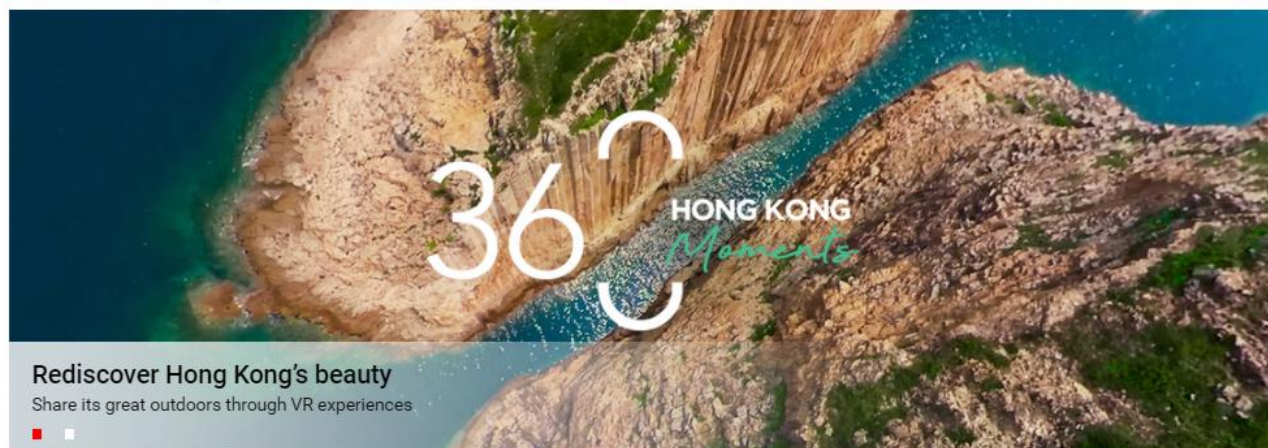 360
HONG KONG
Moments
Rediscover Hong Kong's beauty
Share its great outdoors through VR experiences